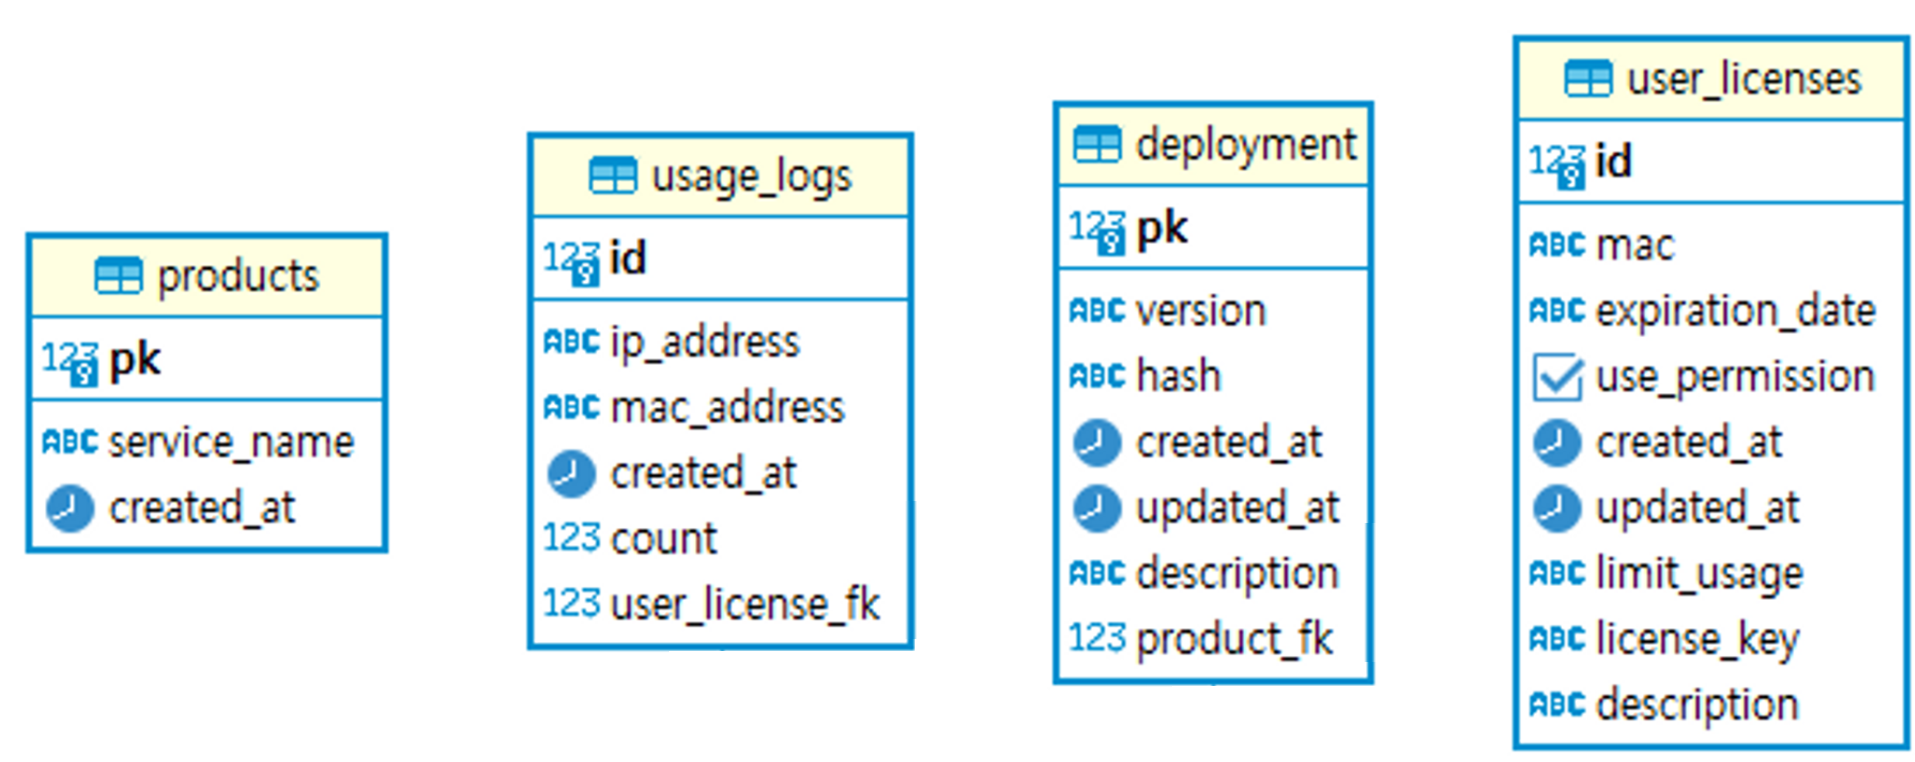 products
123 pk
ABC service_name
created_at
usage_logs
123 id
ABC ip_address
ABC mac_address
created_at
123 count
123 user_license_fk
deployment
123 pk
ABC version
ABC hash
created_at
updated_at
ABC description
123 product_fk
user_licenses
123 id
ABC mac
ABC expiration_date
use_permission
created_at
updated_at
ABC limit_usage
ABC license_key
ABC description